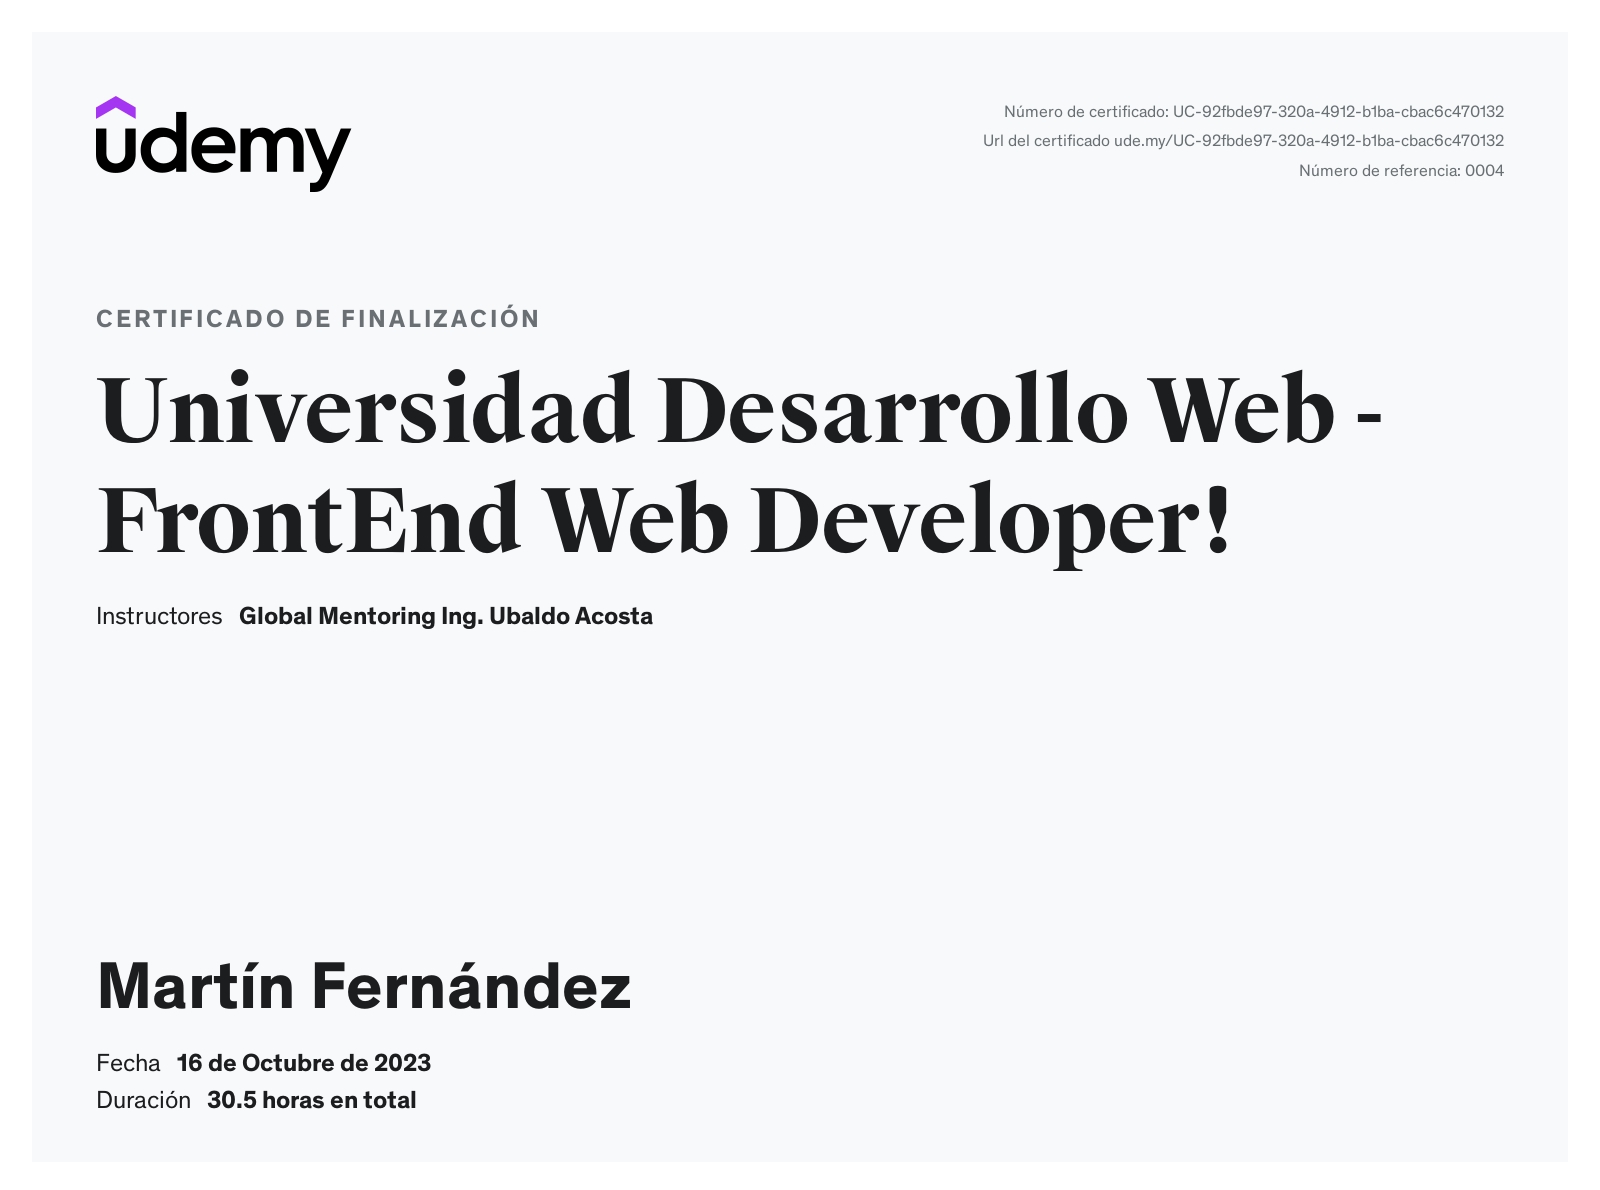 udemy
Número de certificado: UC-92fbde97-320a-4912-b1ba-cbac6c470132
Url del certificado ude.my/UC-92fbde97-320a-4912-b1ba-cbac6c470132
Número de referencia: 0004
CERTIFICADO DE FINALIZACIÓN
Universidad Desarrollo Web -
FrontEnd Web Developer!
Instructores Global Mentoring Ing. Ubaldo Acosta
Martín Fernández
Fecha 16 de Octubre de 2023
Duración 30.5 horas en total